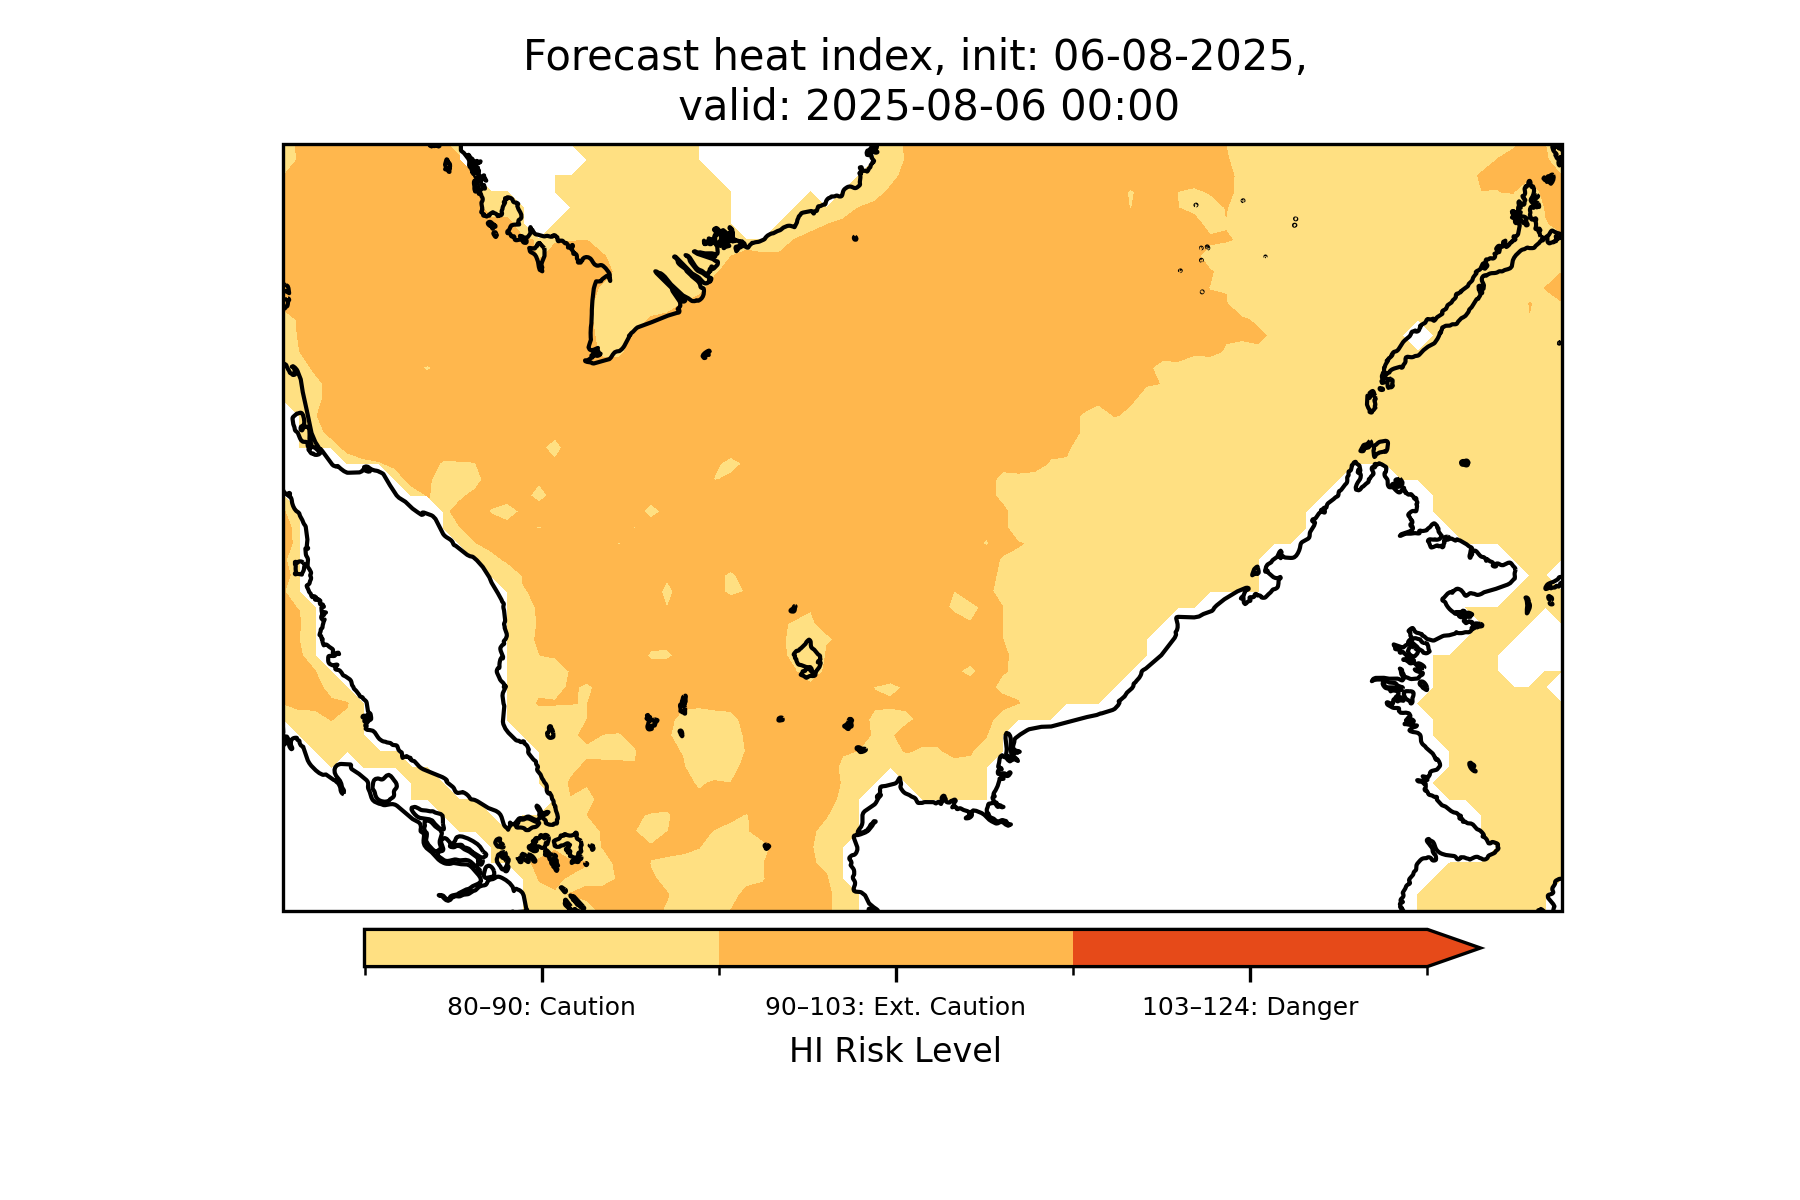 Forecast heat index, init: 06-08-2025,
valid: 2025-08-06 00:00
80–90: Caution
90–103: Ext. Caution
103–124: Danger
HI Risk Level